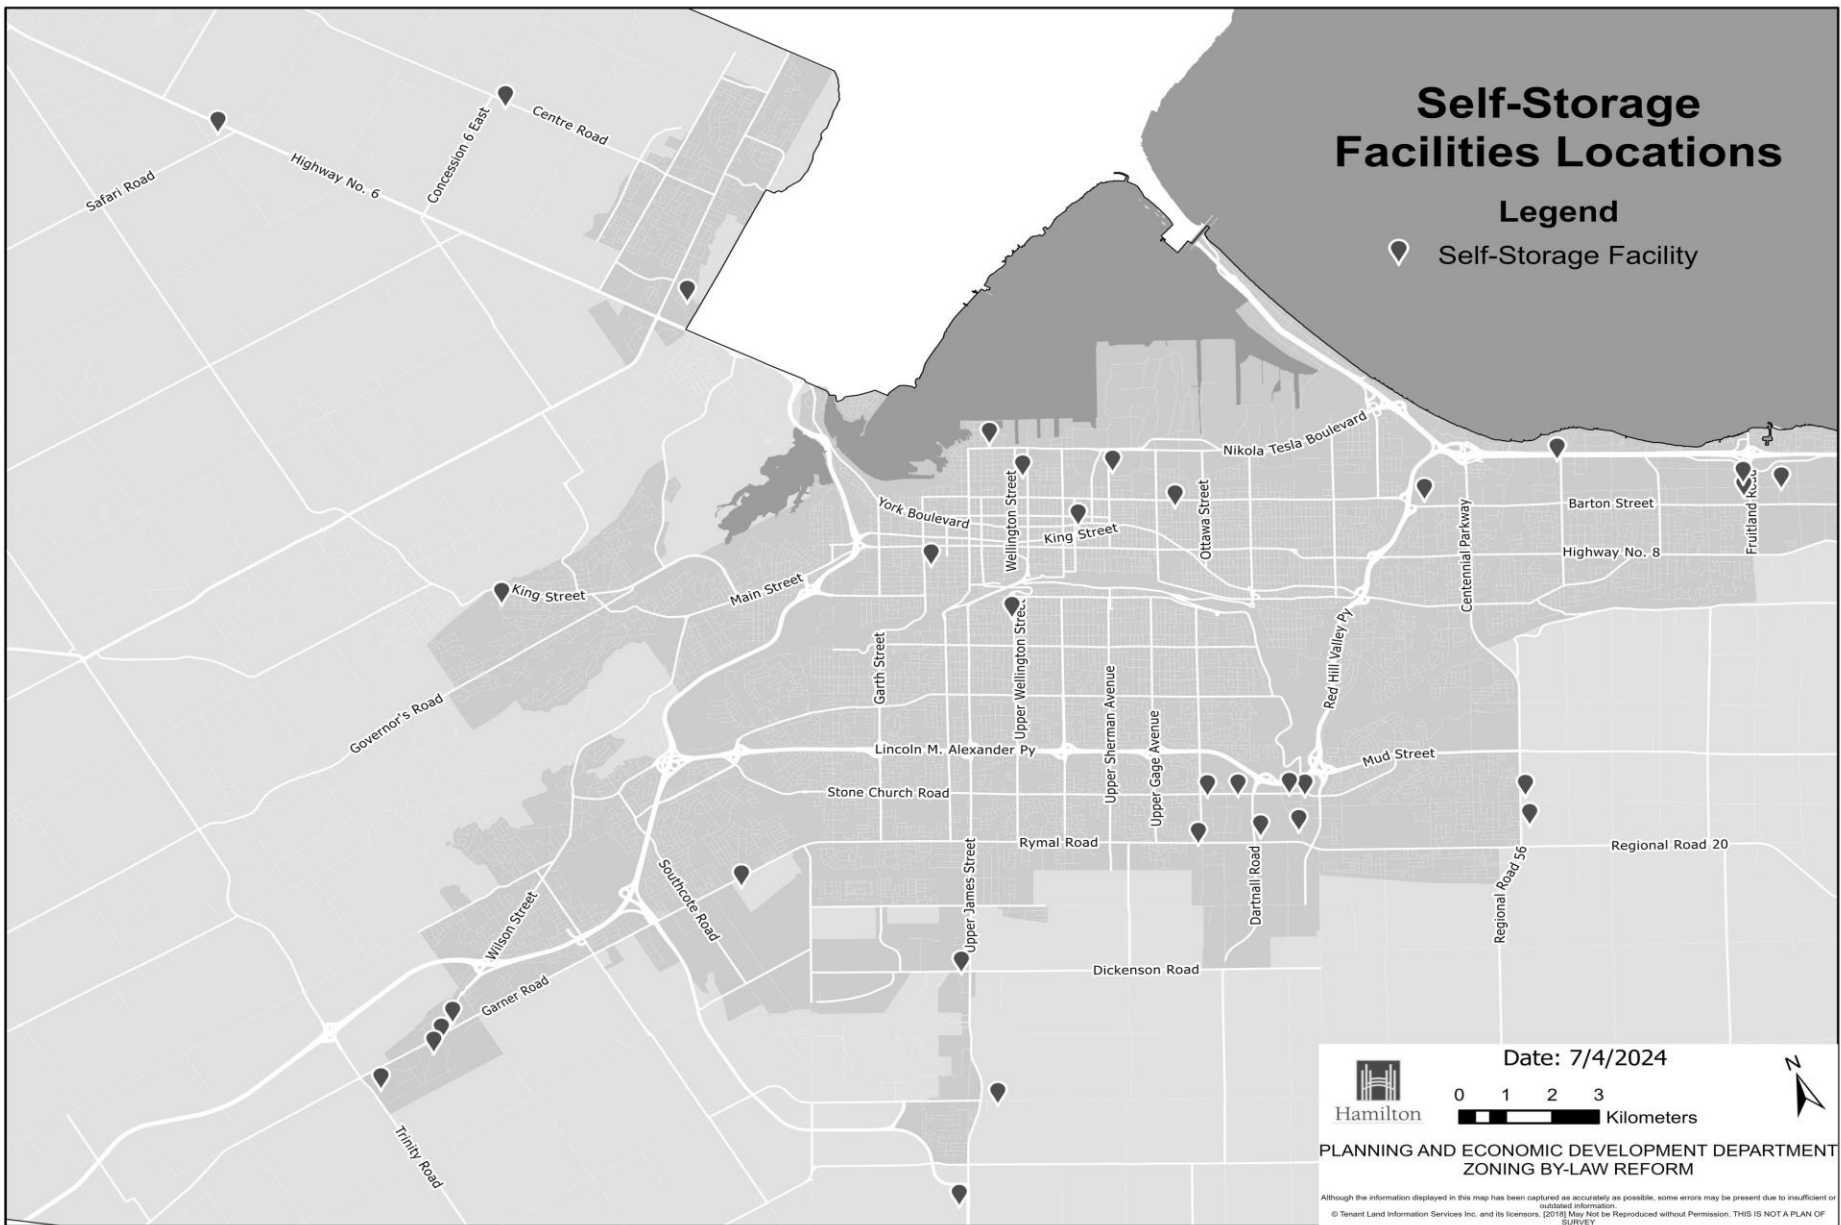 Self-Storage
Facilities Locations
Legend
Self-Storage Facility
Centre Road
Concession 6 East
Highway No. 6
Safari Road
Nikola Tesla Boulevard
Wellington Street
York Boulevard
King Street
Ottawa Street
Barton Street
Centennial Parkway
Fruitland Road
Highway No. 8
King Street
Main Street
Garth Street
Upper Wellington Street
Upper Sherman Avenue
Upper Gage Avenue
Red Hill Valley Py
Governor's Road
Lincoln M. Alexander Py
Mud Street
Stone Church Road
Rymal Road
Regional Road 20
Regional Road 56
Dartnall Road
Southcote Road
Upper James Street
Wilson Street
Garner Road
Dickenson Road
Trinity Road
Date: 7/4/2024
N
0 1 2 3
Kilometers
Hamilton
PLANNING AND ECONOMIC DEVELOPMENT DEPARTMENT
ZONING BY-LAW REFORM
Although the information displayed in this map has been captured as accurately as possible, some errors may be present due to insufficient or
outdated information.
© Tenant Land Information Services Inc. and its licensors. [2018] May Not be Reproduced without Permission. THIS IS NOT A PLAN OF
SURVEY